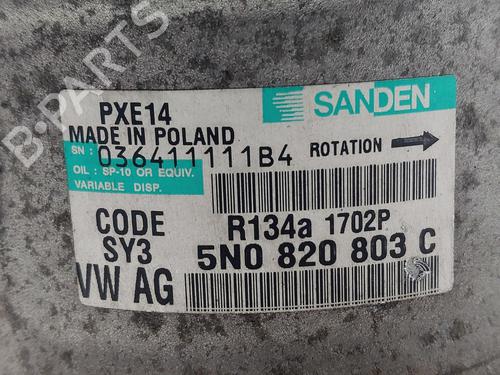 B-PARTS
PXE14
SANDEN
MADE IN POLAND
SN : 036411111B4
ROTATION
OIL : SP-10 OR EQUIV.
VARIABLE DISP.
CODE
SY3
R134a 1702P
5N0 820 803 C
VW AG